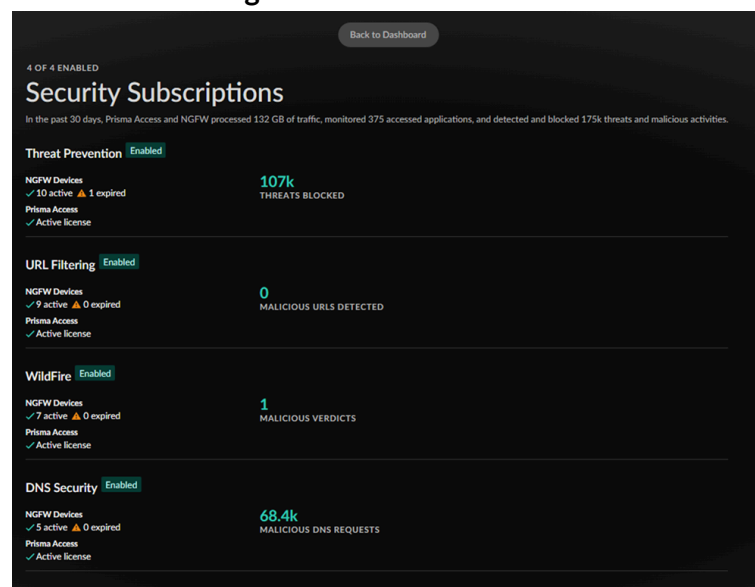 Back to Dashboard
4 OF 4 ENABLED
Security Subscriptions
In the past 30 days, Prisma Access and NGFW processed 132 GB of traffic, monitored 375 accessed applications, and detected and blocked 175k threats and malicious activities.
Threat Prevention Enabled
NGFW Devices
10 active 1 expired
Prisma Access
Active license
107k
THREATS BLOCKED
URL Filtering Enabled
NGFW Devices
9 active 0 expired
Prisma Access
Active license
0
MALICIOUS URLS DETECTED
WildFire Enabled
NGFW Devices
7 active 0 expired
Prisma Access
Active license
1
MALICIOUS VERDICTS
DNS Security Enabled
NGFW Devices
5 active 0 expired
Prisma Access
Active license
68.4k
MALICIOUS DNS REQUESTS